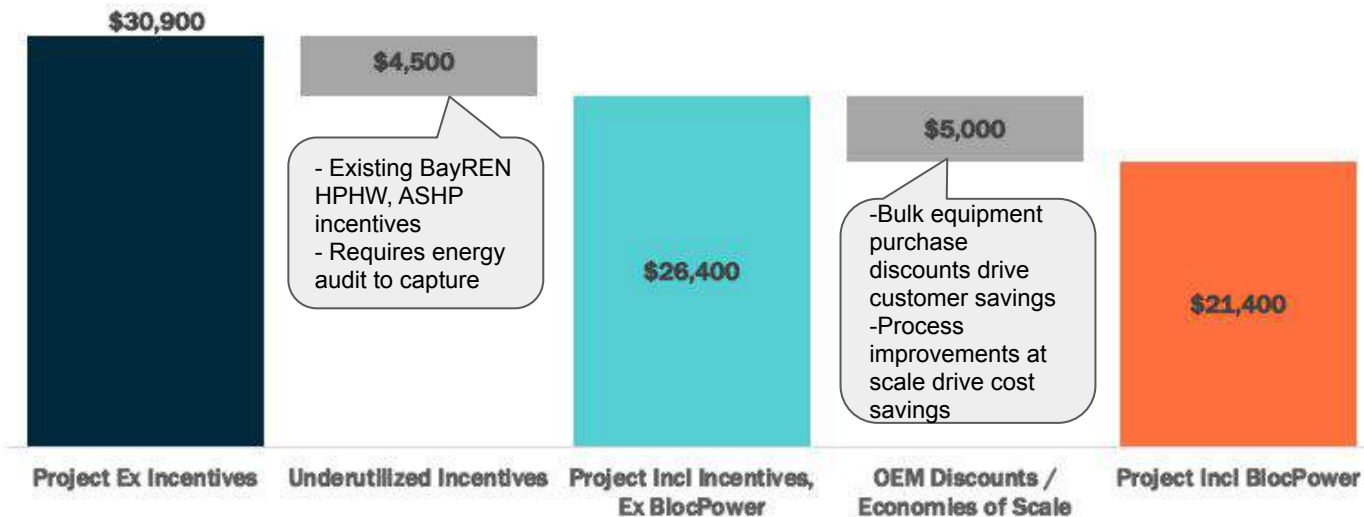 $30,900
$4,500
- Existing BayREN
HPHW, ASHP
incentives
- Requires energy
audit to capture
$26,400
$5,000
-Bulk equipment
purchase
discounts drive
customer savings
-Process
improvements at
scale drive cost
savings
$21,400
Project Ex Incentives
Underutilized Incentives
Project Incl Incentives,
Ex BlocPower
OEM Discounts /
Economies of Scale
Project Incl BlocPower